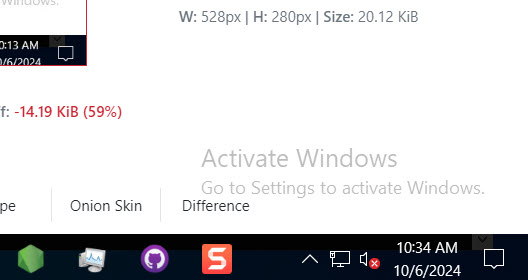 Windows.
W: 528px | H: 280px | Size: 20.12 KiB
0:13 AM
0/6/2024
ff: -14.19 KiB (59%)
Activate Windows
Go to Settings to activate Windows.
pe Onion Skin Difference
S 10:34 AM
10/6/2024